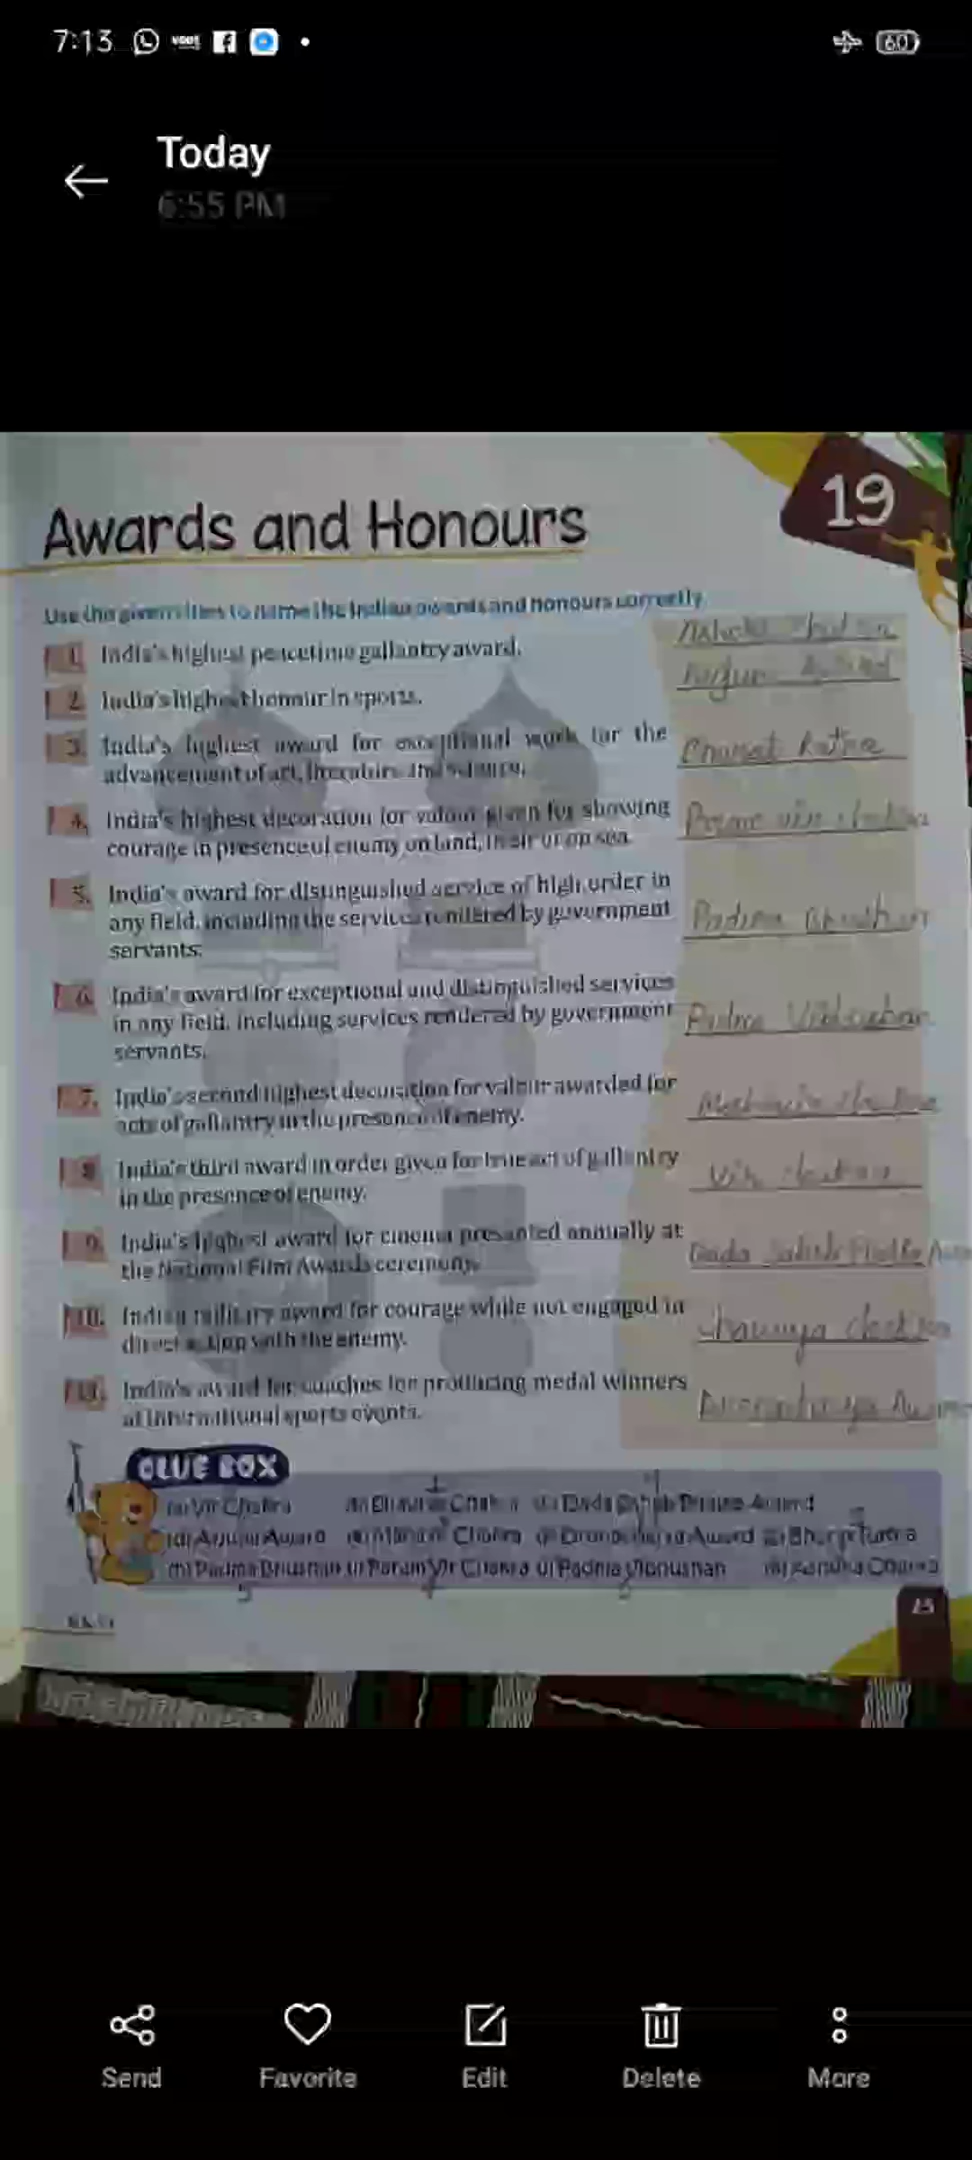 7:13
60
Today
6:55 PM
19
Awards and Honours
Use the given clues to name the Indian awards and honours correctly
1. India's highest peacetime gallantry award.
Ashoka Chakra
2. India's highest honour in sports.
Arjuna Award
3. India's highest award for exceptional work for the
advancement of art, literature and science.
Bharat Ratna
4. India's highest decoration for valour given for showing
courage in presence of enemy on land, in air or on sea.
Param vir chakra
5. India's award for distinguished service of high order in
any field, including the services rendered by government
servants.
Padma Bhushan
6. India's award for exceptional and distinguished services
in any field, including services rendered by government
servants.
Padma Vibhushan
7. India's second highest decoration for valour awarded for
acts of gallantry in the presence of enemy.
chakra
8. India's third award in order given for true act of gallantry
in the presence of enemy.
Vir chakra
9. India's highest award for cinema presented annually at
the National Film Awards ceremony.
Dada Sahab
10. Indian military award for courage while not engaged in
direct action with the enemy.
11. India's award for coaches for producing medal winners
at international sports events.
CLUE BOX
Vir Chakra Chakra Dada Award
Arjuna Award Chakra Award
Padma Bhushan Param Vir Chakra Padma Vibhushan Chakra
Send
Favorite
Edit
Delete
More